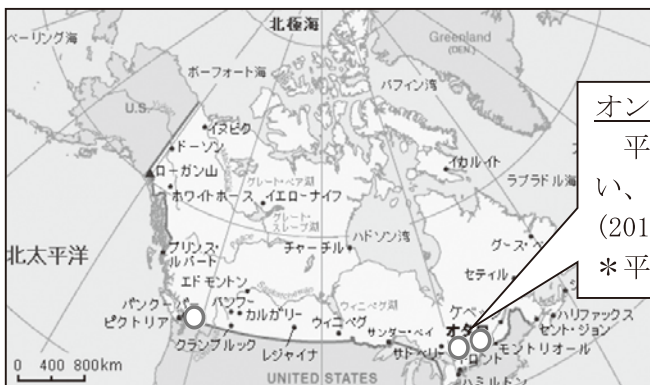 北極海
Greenland
(DEN.)
ベーリング海
ボーフォート海
バフィン湾
U.S.
イヌビク
ドーソン
ローガン山
グレート・ベア湖
イカルイト
ラブラドル海
ホワイトホース
イエローナイフ
グレート・
スレーブ湖
ハドソン湾
北太平洋
プリンス・
ルパート
チャーチル
グース・ベ
エドモントン
セティル
バンフー
カルガリー
ウィニペグ湖
バンクーバ
ビクトリア
クランブルック
レジャイナ
ウィニペグ
サンダー・ベイ
サドベリー
ケベッ
オタ
トロント
モントリオール
ハミルトン
セント・ジョン
ハリファックス
0 400 800km
UNITED STATES
オン
平
い、
(201
*平